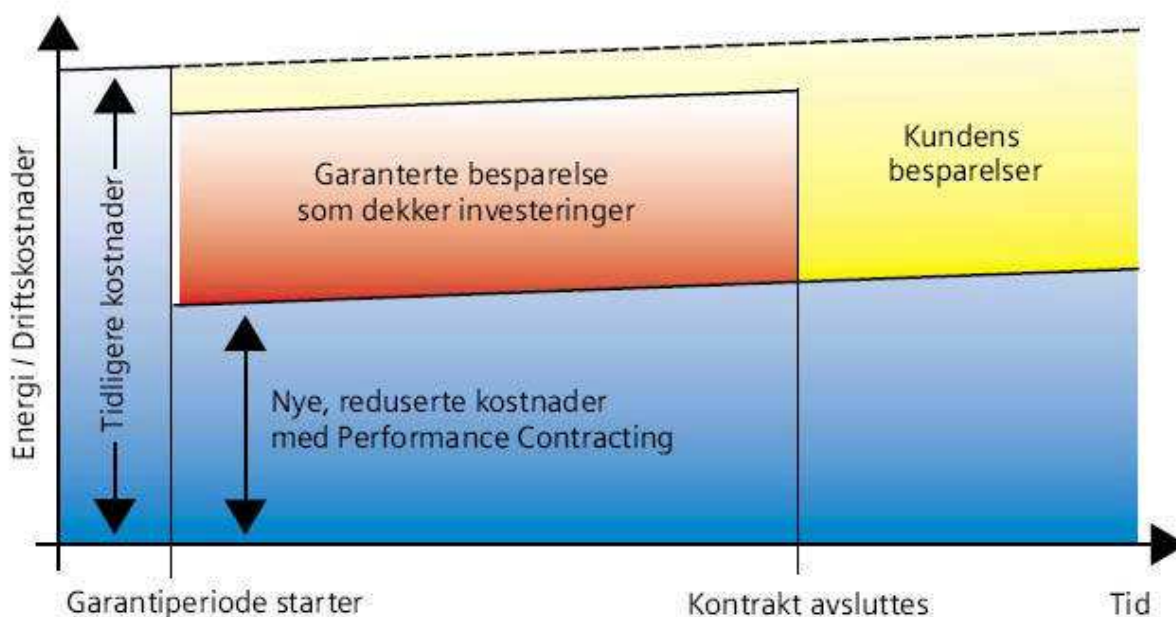 Energi / Driftskostnader
Tidligere kostnader
Garanterte besparelse
som dekker investeringer
Kundens
besparelser
Nye, reduserte kostnader
med Performance Contracting
Garantiperiode starter
Kontrakt avsluttes
Tid